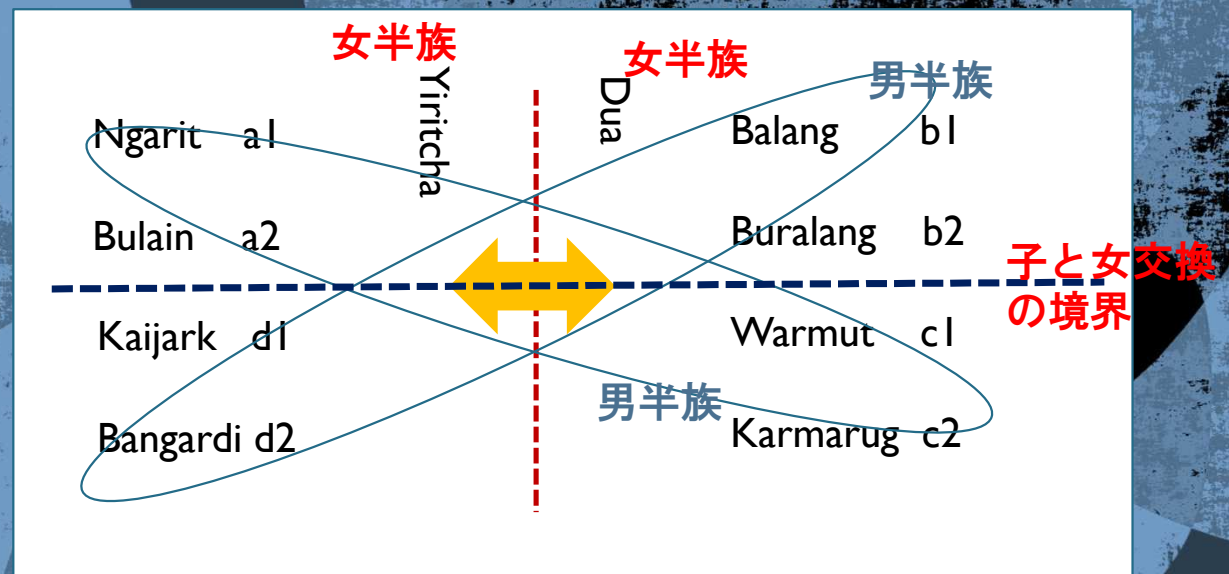 女半族
女半族
男半族
Yiritcha
Dua
Ngarit a1
Balang b1
Bulain a2
Buralang b2
子と女交換
の境界
Kaijark d1
Warmut c1
男半族
Bangardi d2
Karmarug c2